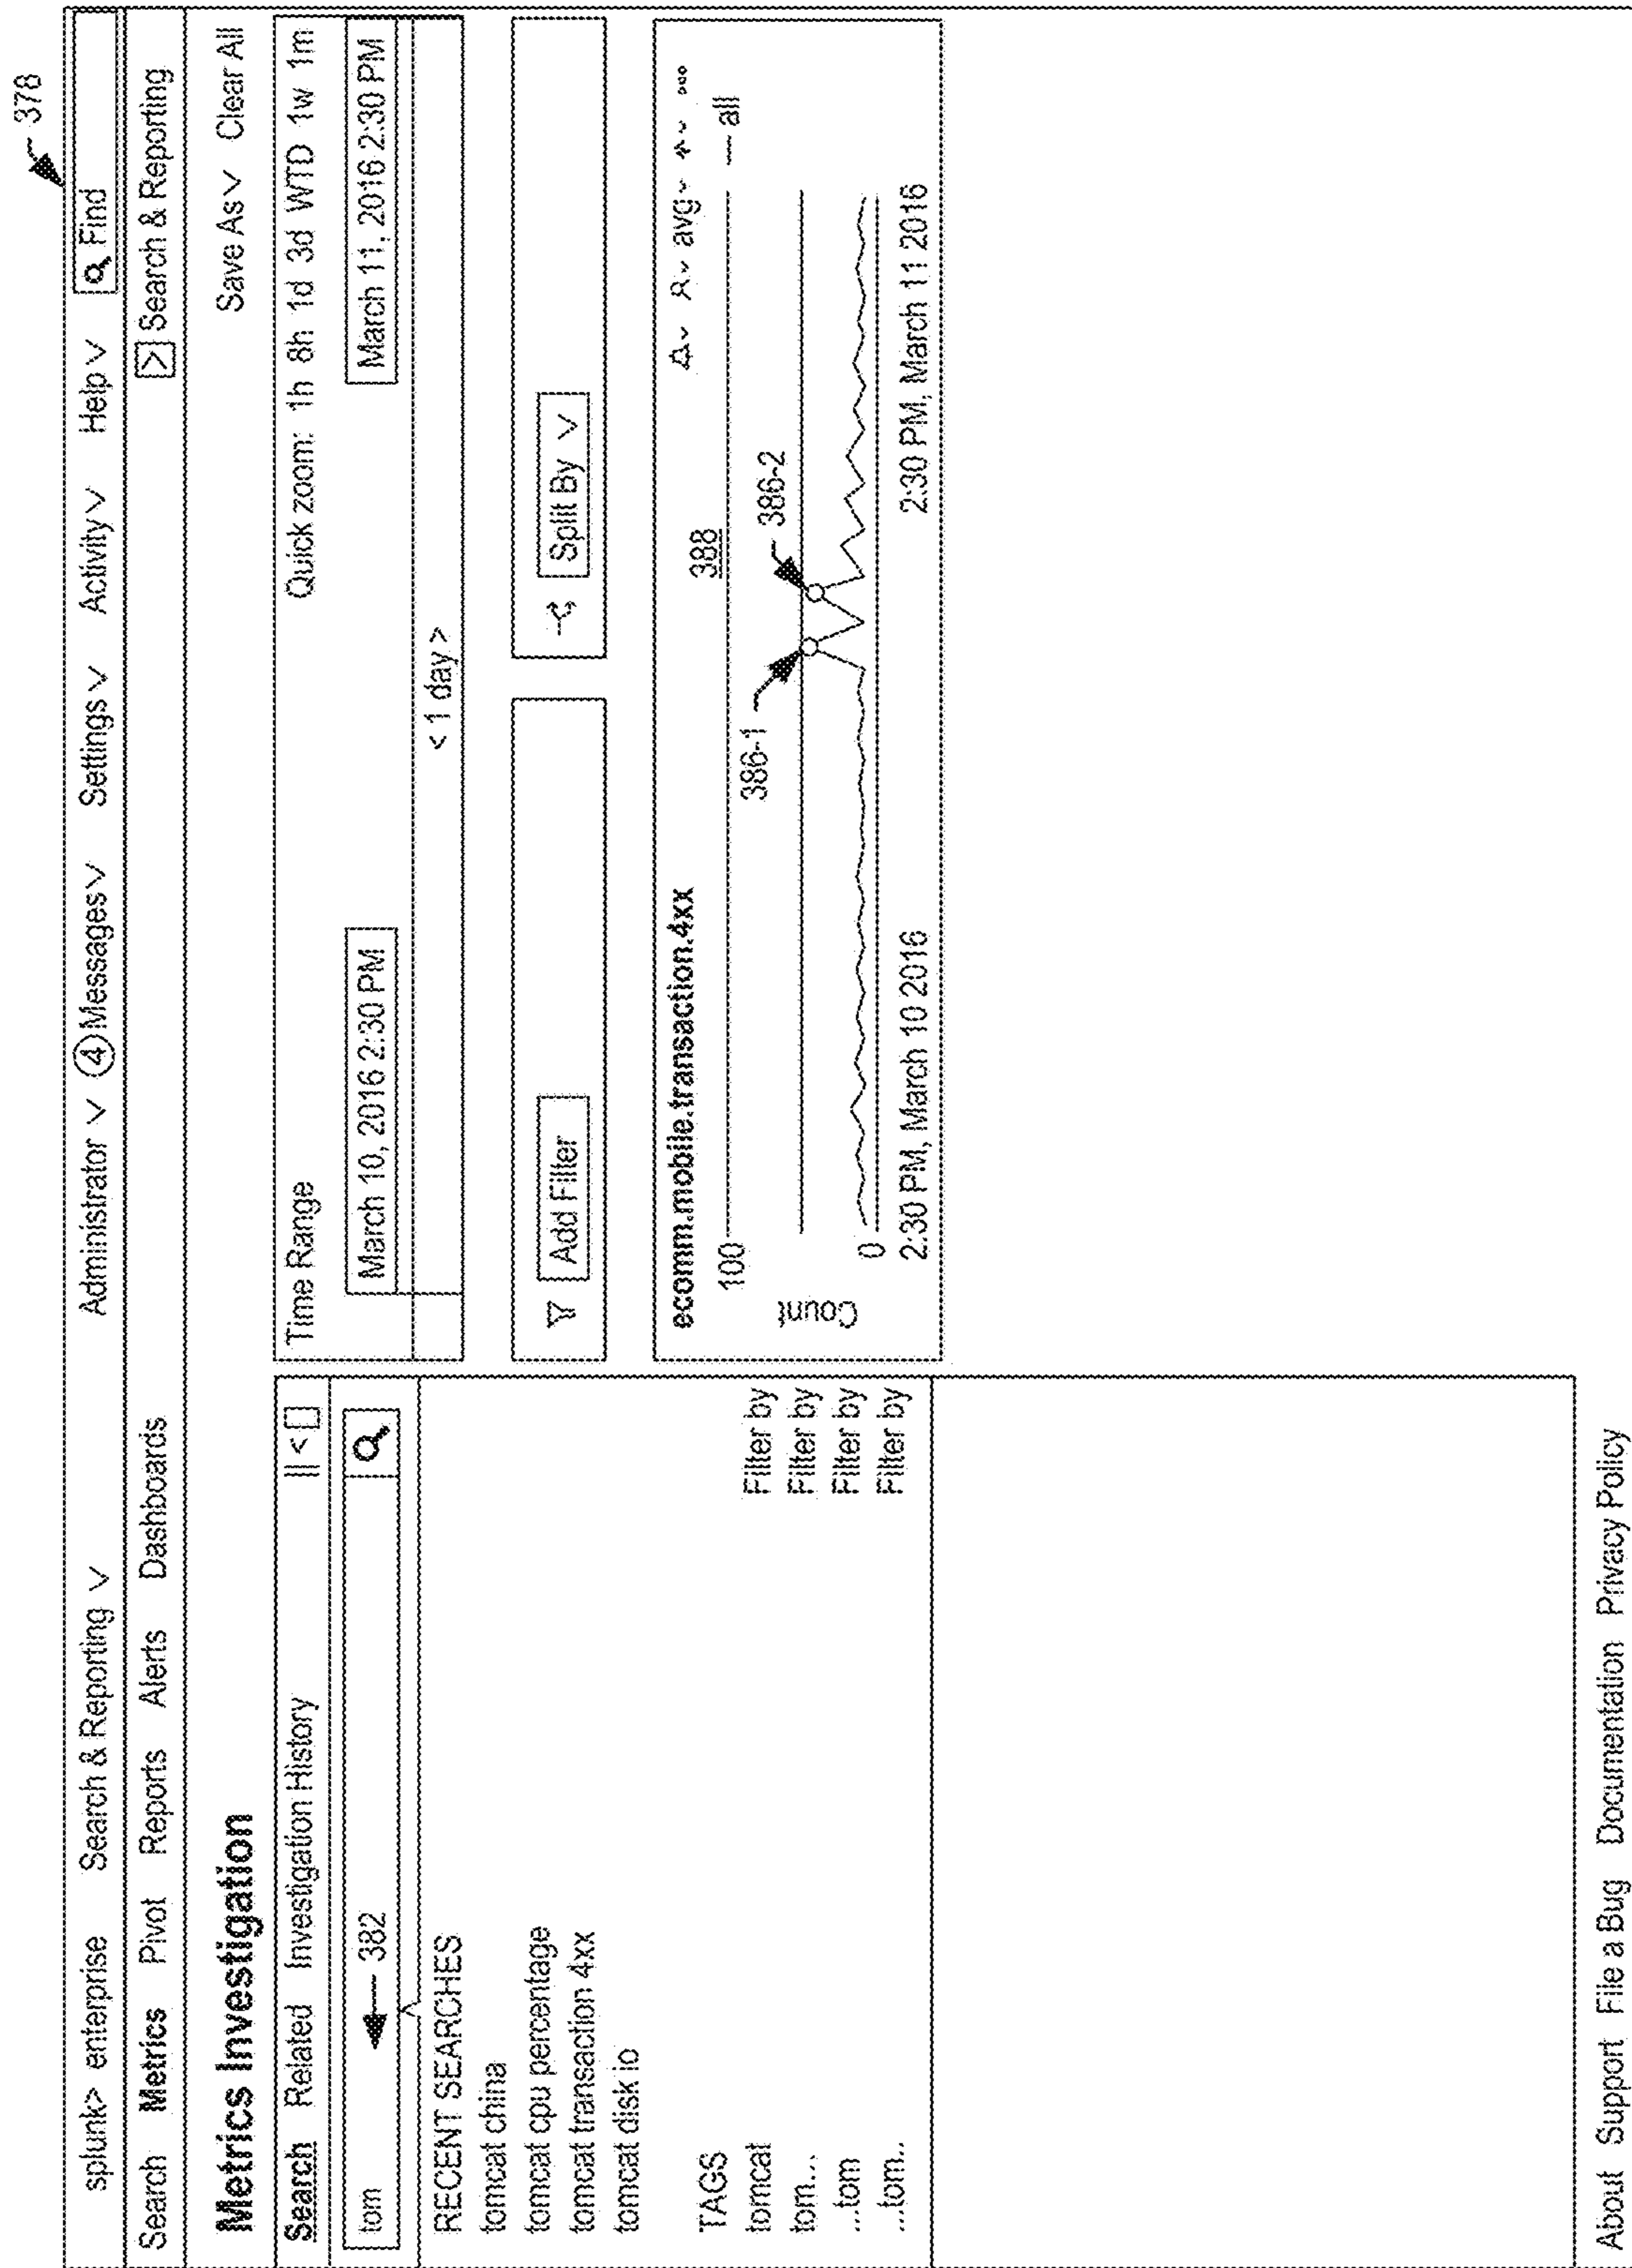 378
splunk> enterprise Search & Reporting Administrator 4 Messages Settings Activity Help Find
Search Metrics Pivot Reports Alerts Dashboards Search & Reporting
Metrics Investigation Save As Clear All
Search Related Investigation History
tom 382
RECENT SEARCHES
tomcat china
tomcat cpu percentage
tomcat transaction 4xx
tomcat disk io
TAGS
tomcat Filter by
tom... Filter by
...tom Filter by
...tom.. Filter by
Time Range Quick zoom: 1h 8h 1d 3d WTD 1w 1m
March 10, 2016 2:30 PM March 11, 2016 2:30 PM
< 1 day >
Add Filter Split By
ecomm.mobile.transaction.4xx avg
388
100 all
386-1 386-2
Count
0
2:30 PM, March 10 2016 2:30 PM, March 11 2016
About Support File a Bug Documentation Privacy Policy